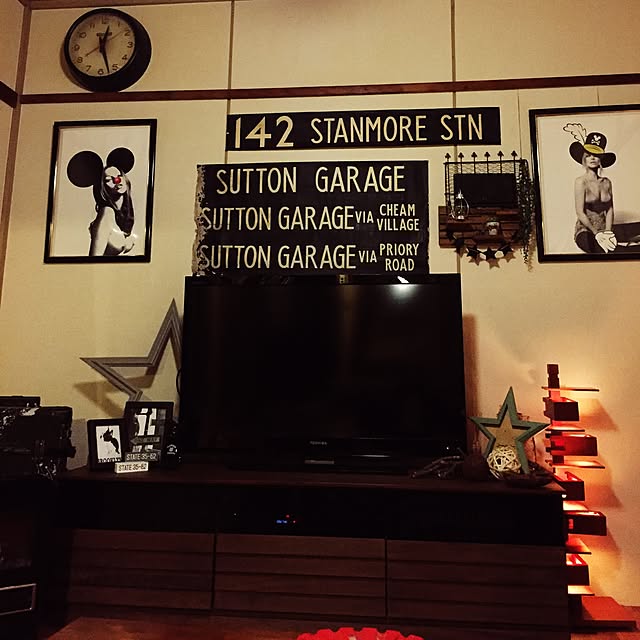 142 STANMORE STN
SUTTON GARAGE
SUTTON GARAGE VIA CHEAM VILLAGE
SUTTON GARAGE VIA PRIORY ROAD
TOSHIBA
STATE 35-62
STATE 35-62